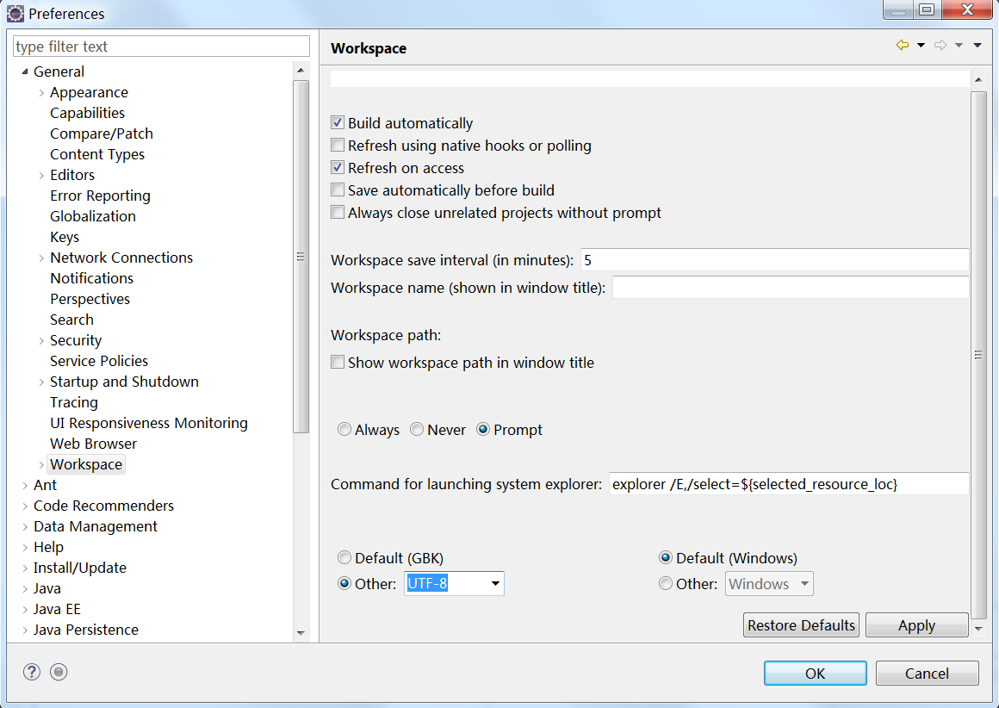 Preferences
type filter text
General
Appearance
Capabilities
Compare/Patch
Content Types
Editors
Error Reporting
Globalization
Keys
Network Connections
Notifications
Perspectives
Search
Security
Service Policies
Startup and Shutdown
Tracing
UI Responsiveness Monitoring
Web Browser
Workspace
Ant
Code Recommenders
Data Management
Help
Install/Update
Java
Java EE
Java Persistence
Workspace
Build automatically
Refresh using native hooks or polling
Refresh on access
Save automatically before build
Always close unrelated projects without prompt
Workspace save interval (in minutes): 5
Workspace name (shown in window title):
Workspace path:
Show workspace path in window title
Always Never Prompt
Command for launching system explorer: explorer /E,/select=${selected_resource_loc}
Default (GBK) Default (Windows)
Other: UTF-8 Other: Windows
Restore Defaults Apply
? OK Cancel